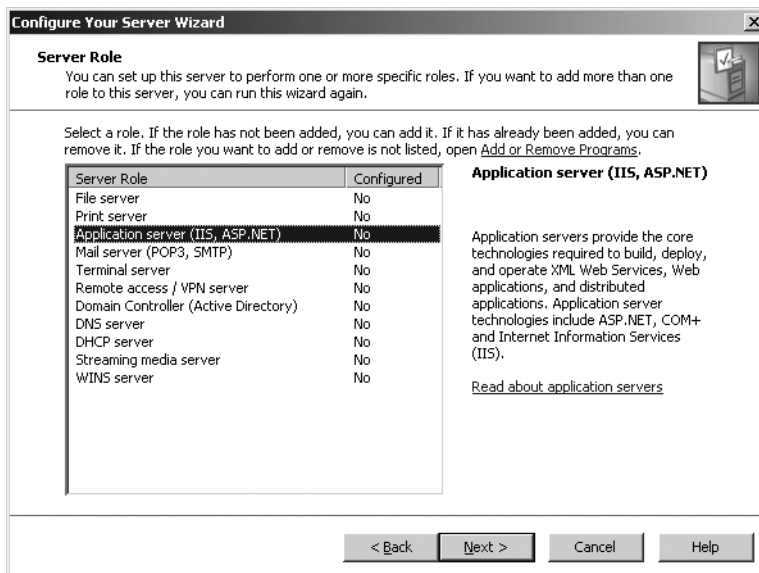 Configure Your Server Wizard
Server Role
You can set up this server to perform one or more specific roles. If you want to add more than one
role to this server, you can run this wizard again.
Select a role. If the role has not been added, you can add it. If it has already been added, you can
remove it. If the role you want to add or remove is not listed, open Add or Remove Programs.
Server Role Configured
File server No
Print server No
Application server (IIS, ASP.NET) No
Mail server (POP3, SMTP) No
Terminal server No
Remote access / VPN server No
Domain Controller (Active Directory) No
DNS server No
DHCP server No
Streaming media server No
WINS server No
Application server (IIS, ASP.NET)
Application servers provide the core
technologies required to build, deploy,
and operate XML Web Services, Web
applications, and distributed
applications. Application server
technologies include ASP.NET, COM+
and Internet Information Services
(IIS).
Read about application servers
< Back Next > Cancel Help